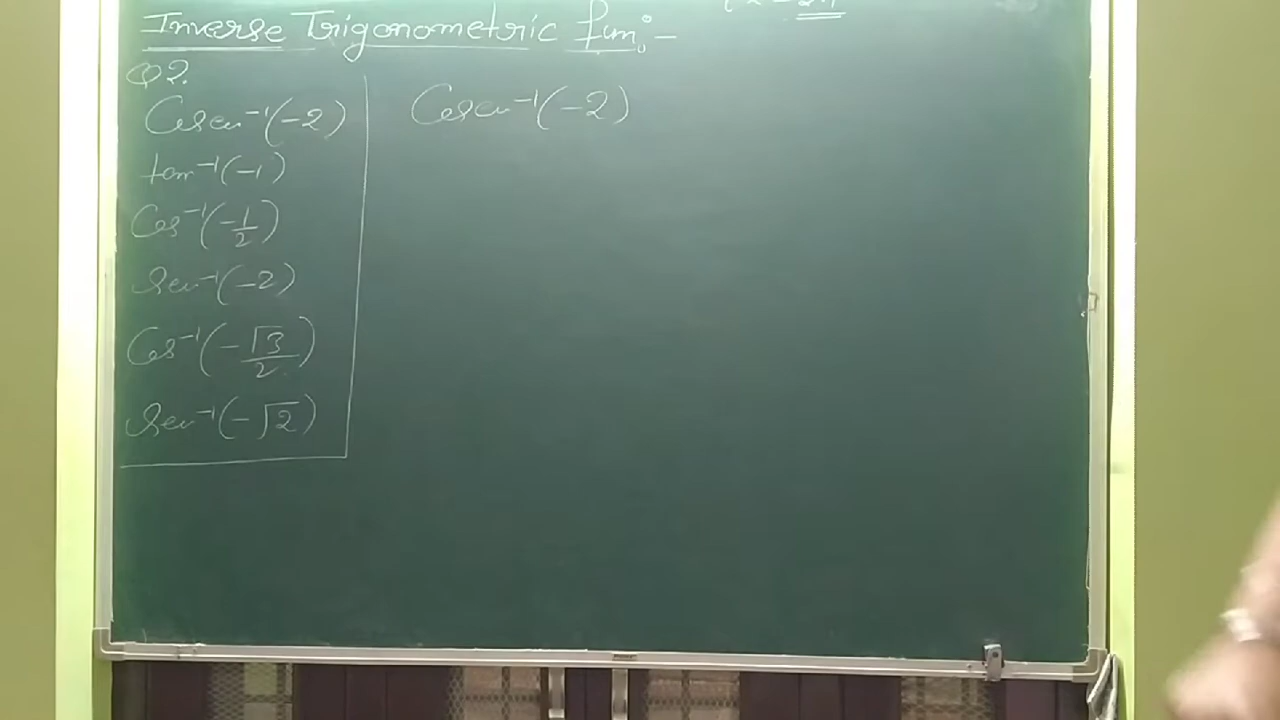 Inverse Trigonometric fun:-
Q2.
Cosec⁻¹(-2)
tan⁻¹(-1)
Cos⁻¹(-1/2)
Sec⁻¹(-2)
Cos⁻¹(-√3/2)
Sec⁻¹(-√2)
Cosec⁻¹(-2)